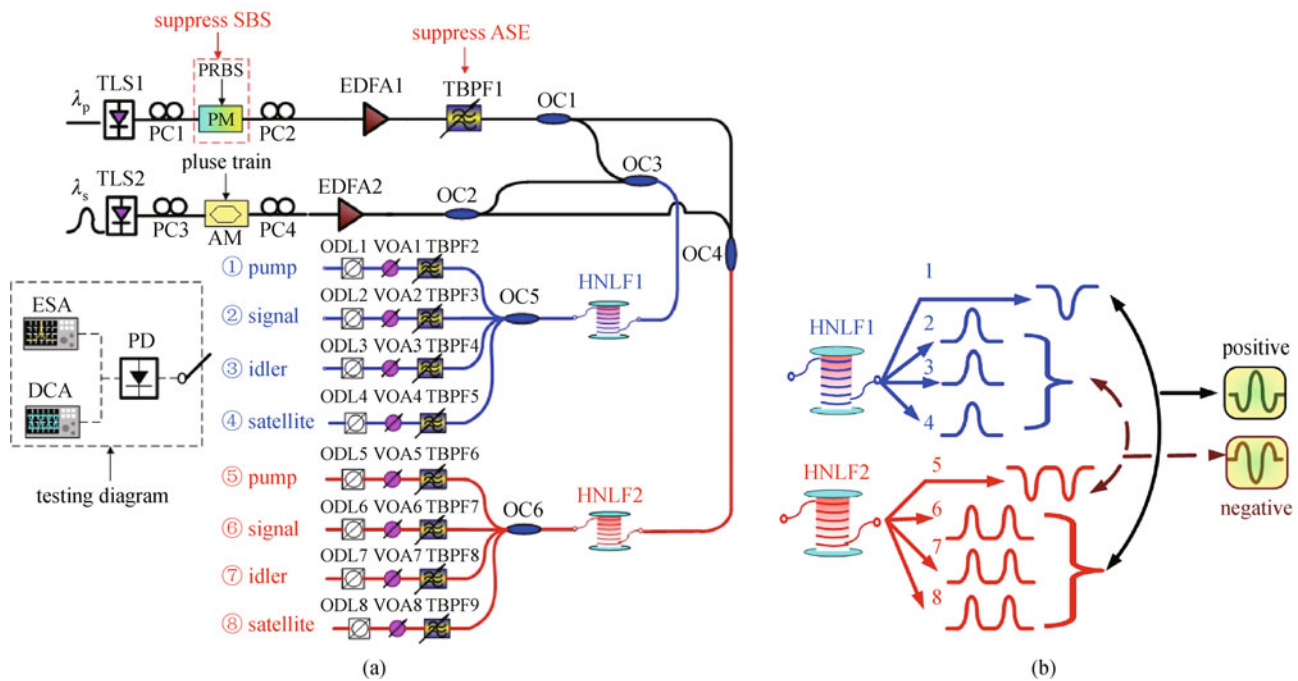 suppress SBS
suppress ASE
PRBS
TLS1
EDFA1
TBPF1
OC1
λp
PC1
PM
PC2
pluse train
OC3
λs
TLS2
EDFA2
OC2
PC3
AM
PC4
OC4
ODL1 VOA1 TBPF2
① pump
HNLF1
ODL2 VOA2 TBPF3
② signal
OC5
ODL3 VOA3 TBPF4
③ idler
ODL4 VOA4 TBPF5
④ satellite
ESA
PD
DCA
testing diagram
ODL5 VOA5 TBPF6
⑤ pump
HNLF2
ODL6 VOA6 TBPF7
⑥ signal
OC6
ODL7 VOA7 TBPF8
⑦ idler
ODL8 VOA8 TBPF9
⑧ satellite
(a)
1
HNLF1
2
3
4
positive
HNLF2
5
6
7
8
negative
(b)